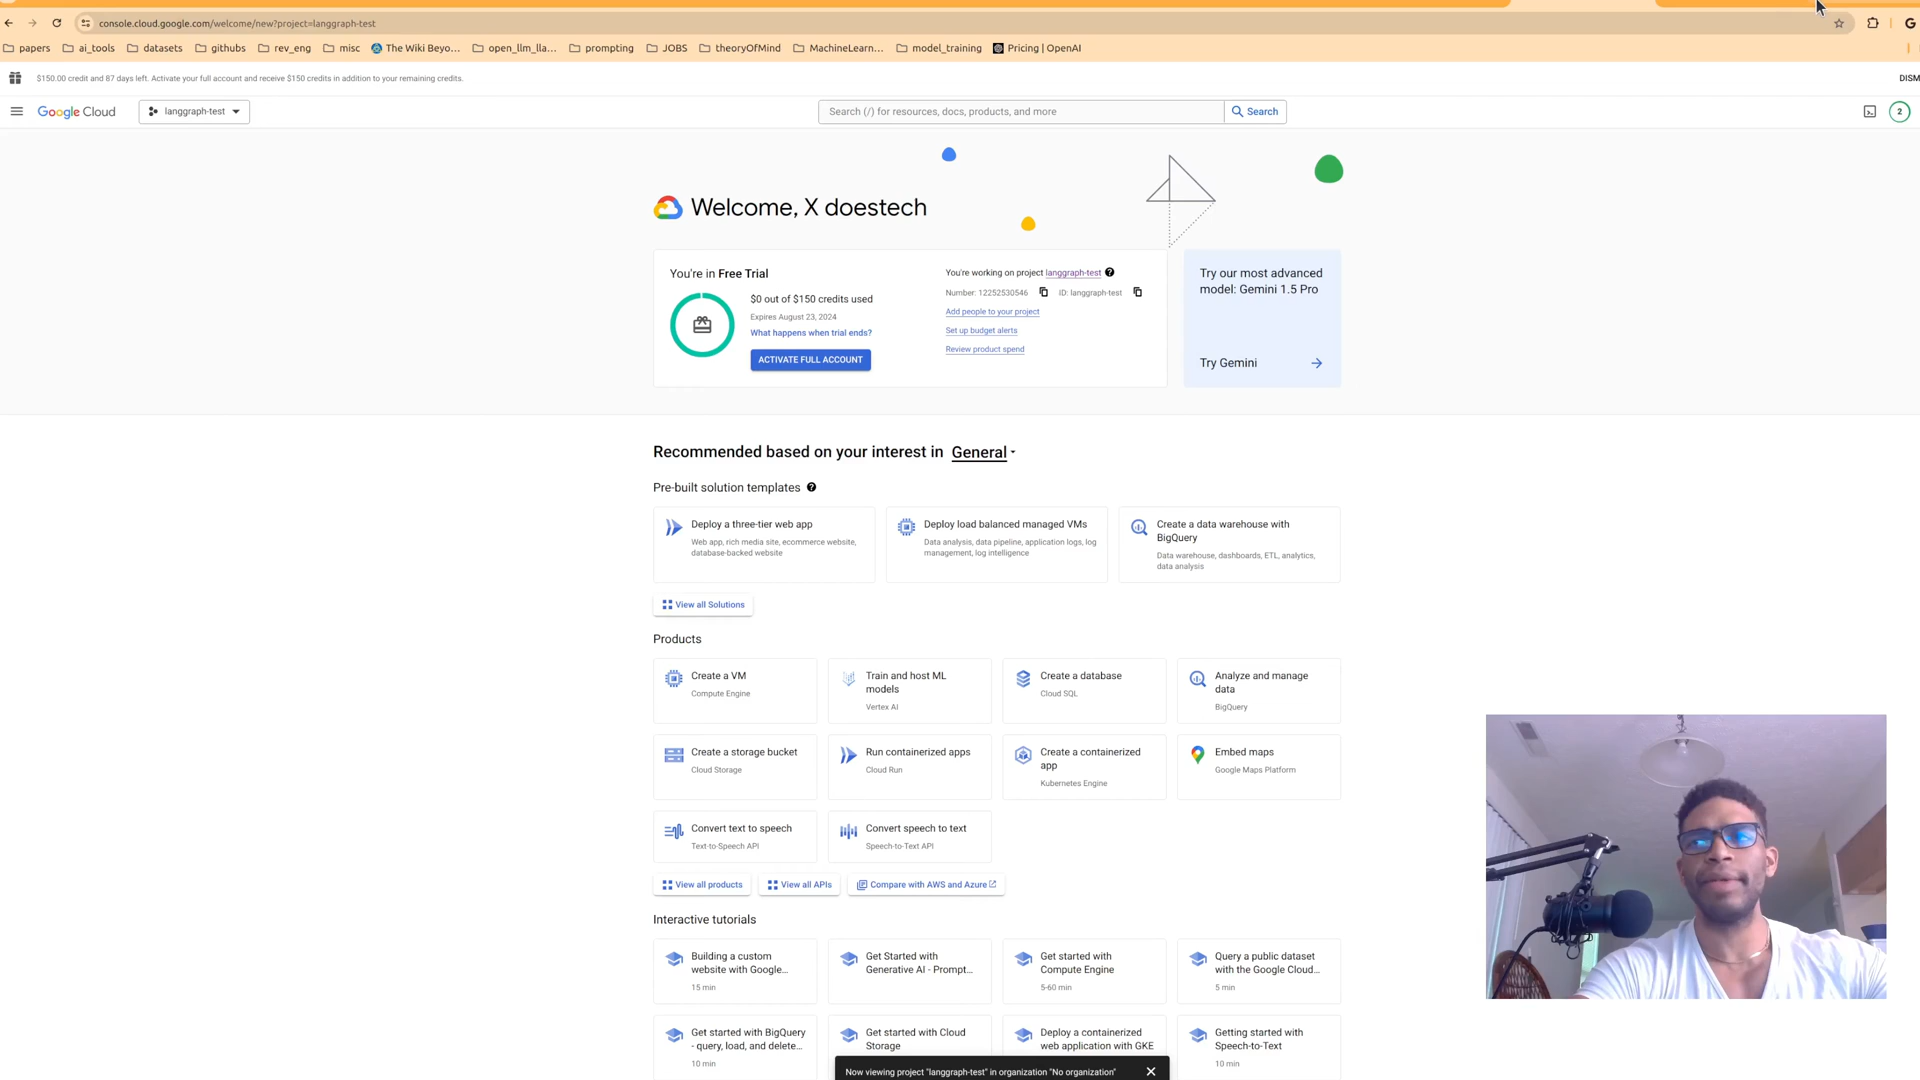 console.cloud.google.com/welcome/new?project=langgraph-test
papers ai_tools datasets githubs rev_eng misc The Wiki Beyo... open_llm_lla... prompting JOBS theoryOfMind MachineLearn... model_training Pricing | OpenAI
$150.00 credit and 87 days left. Activate your full account and receive $150 credits in addition to your remaining credits.
DISM
Google Cloud langgraph-test Search (/) for resources, docs, products, and more Search 2
Welcome, X doestech
You're in Free Trial
$0 out of $150 credits used
Expires August 23, 2024
What happens when trial ends?
ACTIVATE FULL ACCOUNT
You're working on project langgraph-test
Number: 12252530546 ID: langgraph-test
Add people to your project
Set up budget alerts
Review product spend
Try our most advanced
model: Gemini 1.5 Pro
Try Gemini
Recommended based on your interest in General
Pre-built solution templates
Deploy a three-tier web app
Web app, rich media site, ecommerce website,
database-backed website
Deploy load balanced managed VMs
Data analysis, data pipeline, application logs, log
management, log intelligence
Create a data warehouse with
BigQuery
Data warehouse, dashboards, ETL, analytics,
data analysis
View all Solutions
Products
Create a VM
Compute Engine
Train and host ML
models
Vertex AI
Create a database
Cloud SQL
Analyze and manage
data
BigQuery
Create a storage bucket
Cloud Storage
Run containerized apps
Cloud Run
Create a containerized
app
Kubernetes Engine
Embed maps
Google Maps Platform
Convert text to speech
Text-to-Speech API
Convert speech to text
Speech-to-Text API
View all products View all APIs Compare with AWS and Azure
Interactive tutorials
Building a custom
website with Google...
15 min
Get Started with
Generative AI - Prompt...
Get started with
Compute Engine
5-60 min
Query a public dataset
with the Google Cloud...
5 min
Get started with BigQuery
- query, load, and delete...
10 min
Get started with Cloud
Storage
Deploy a containerized
web application with GKE
Getting started with
Speech-to-Text
10 min
Now viewing project "langgraph-test" in organization "No organization"